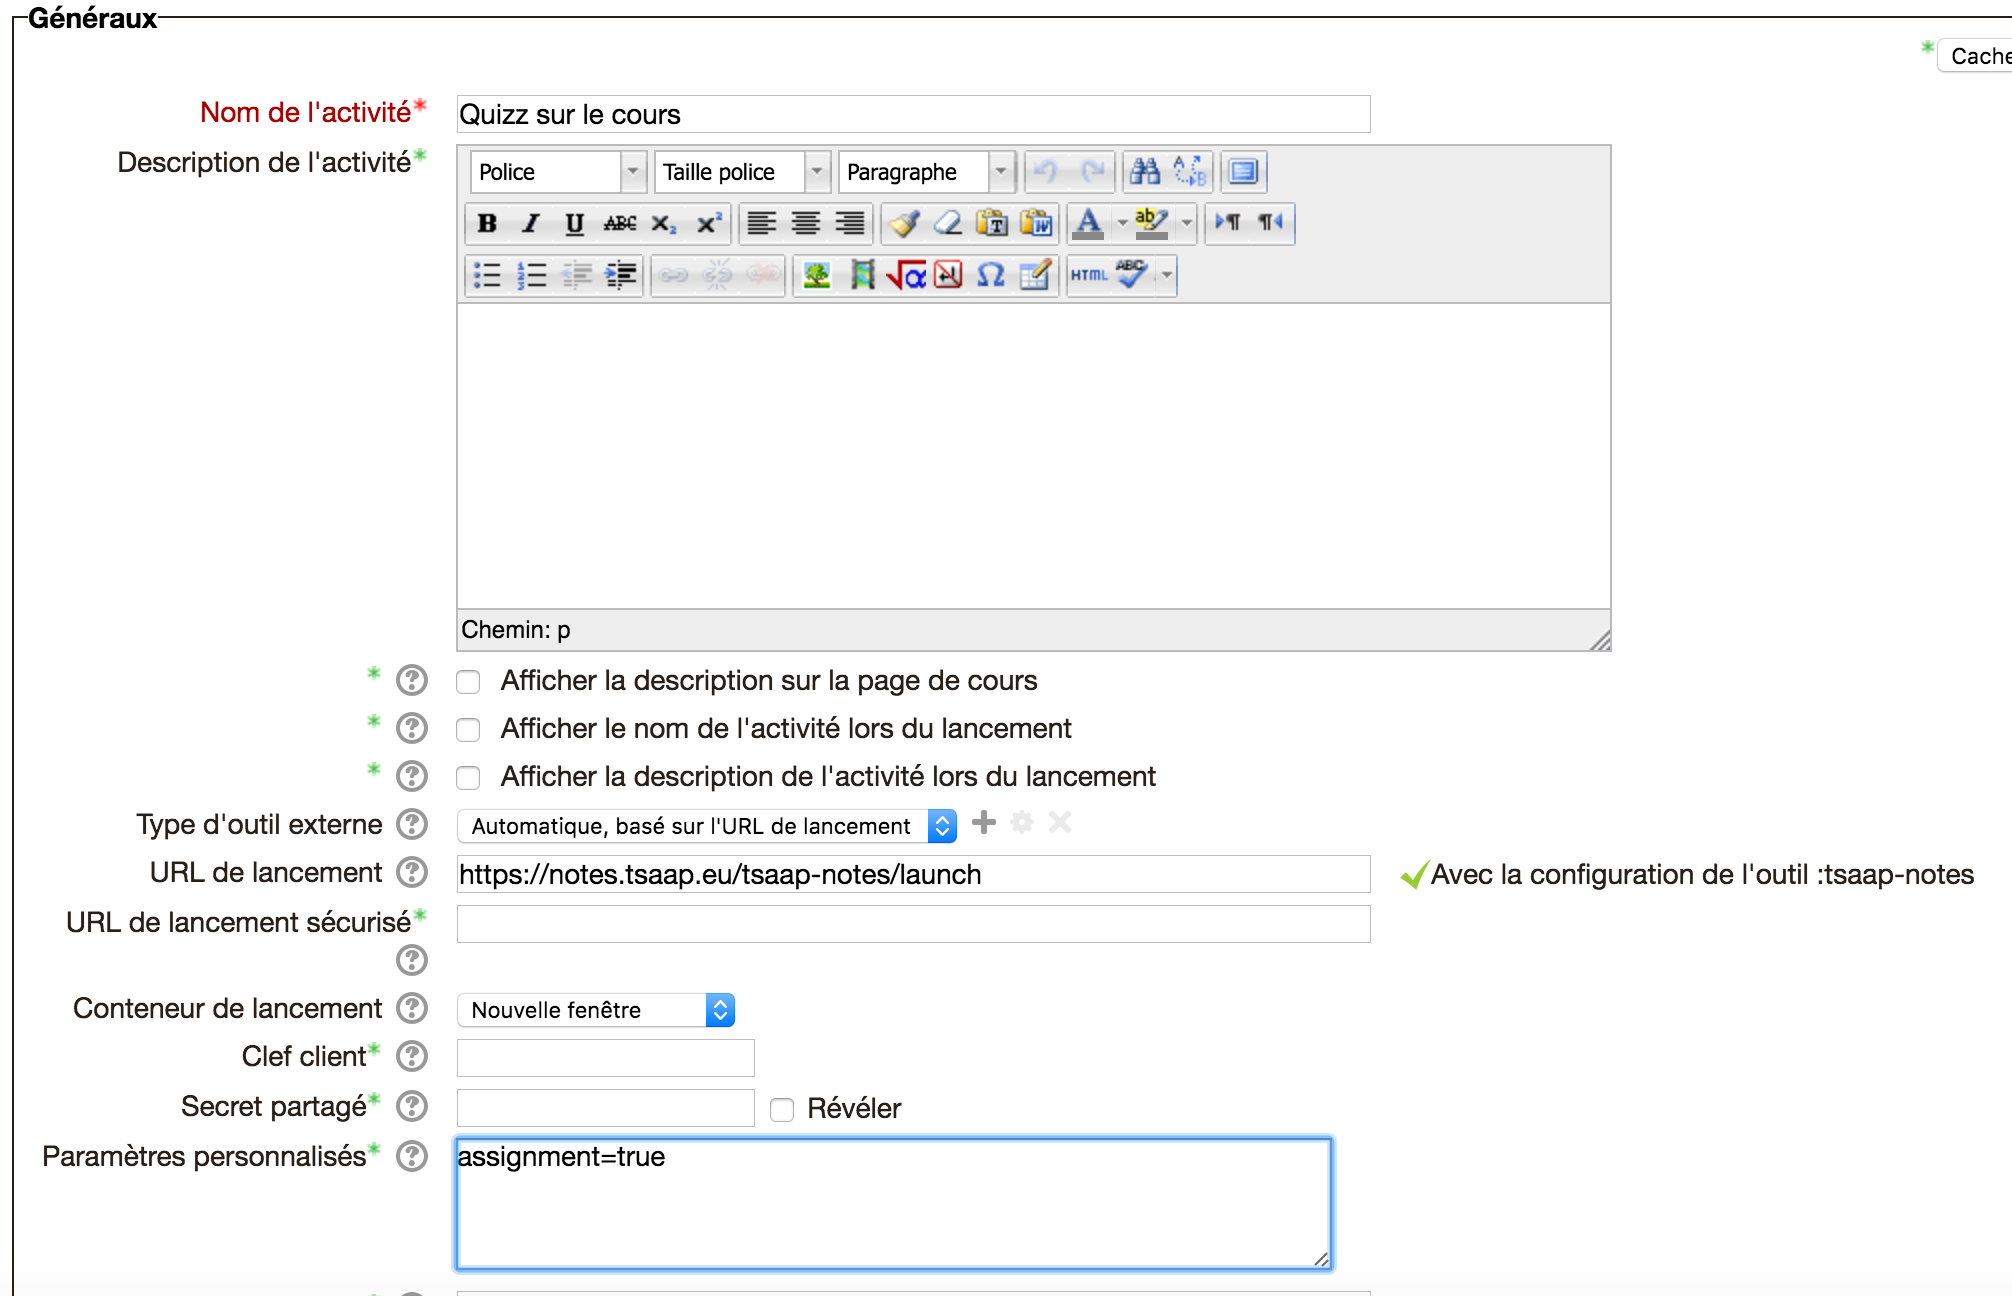 Généraux
* Cache
Nom de l'activité* Quizz sur le cours
Description de l'activité*
Police Taille police Paragraphe
B I U ABC x₂ x²
HTML ABC
Chemin: p
* Afficher la description sur la page de cours
* Afficher le nom de l'activité lors du lancement
* Afficher la description de l'activité lors du lancement
Type d'outil externe Automatique, basé sur l'URL de lancement
URL de lancement https://notes.tsaap.eu/tsaap-notes/launch Avec la configuration de l'outil :tsaap-notes
URL de lancement sécurisé*
Conteneur de lancement Nouvelle fenêtre
Clef client*
Secret partagé* Révéler
Paramètres personnalisés* assignment=true